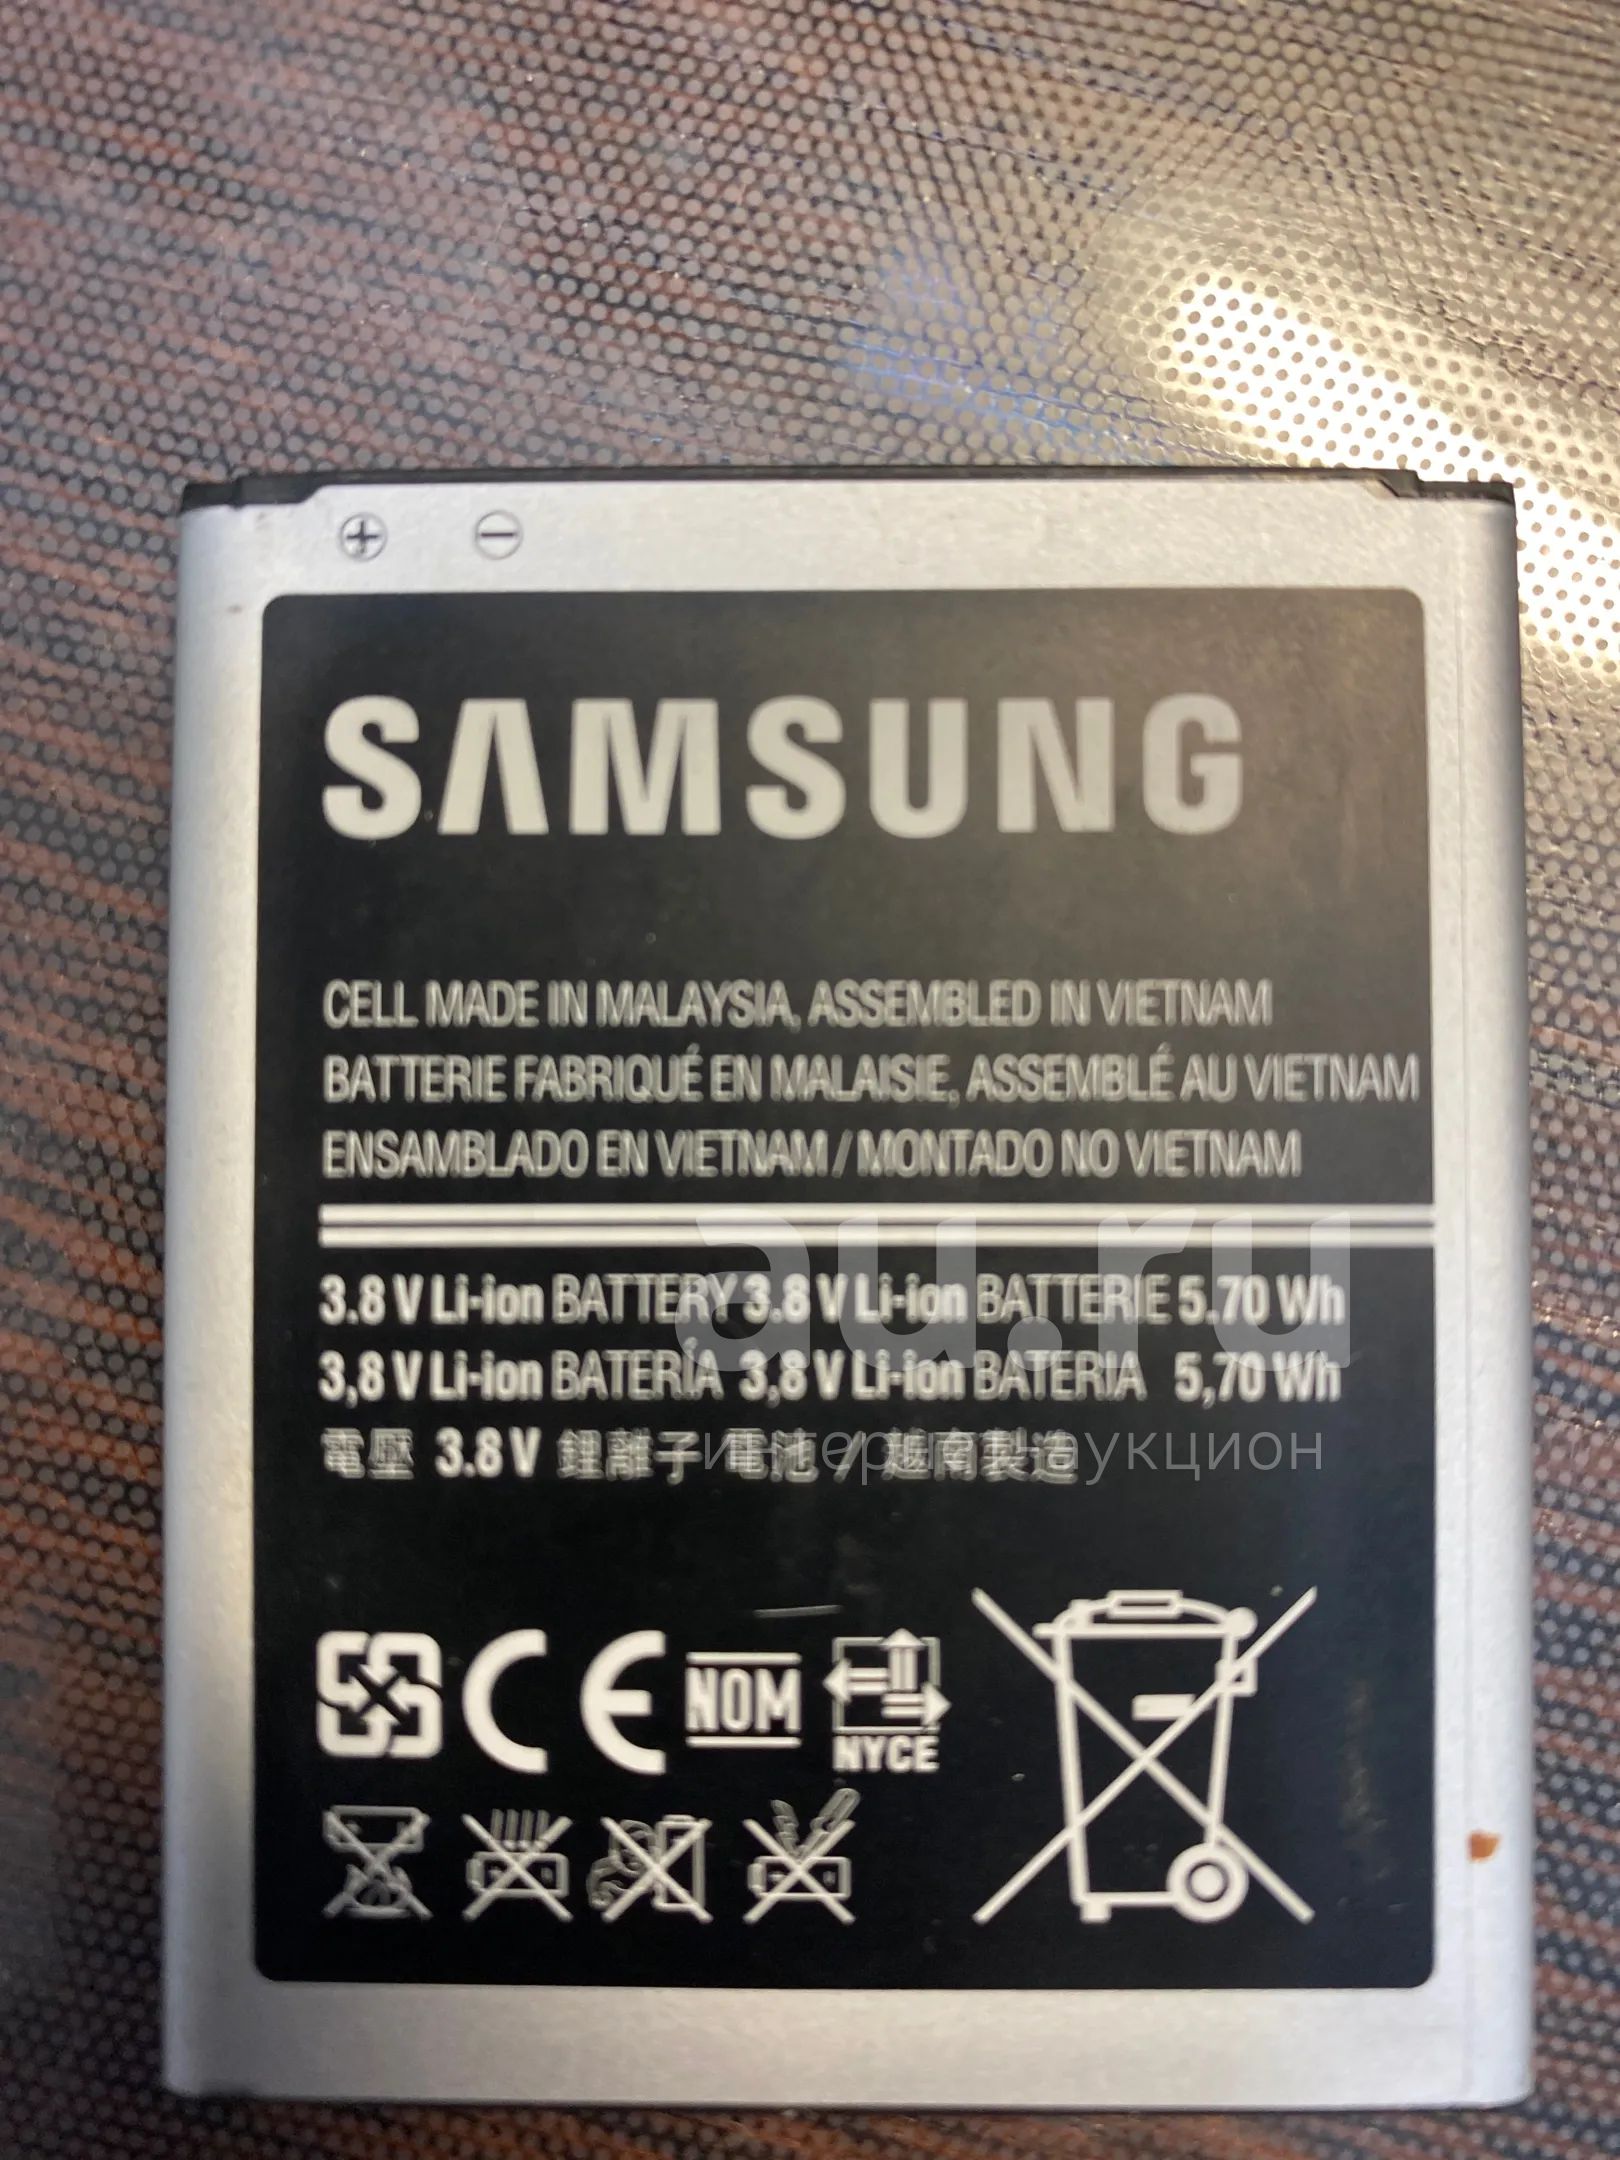 SAMSUNG
CELL MADE IN MALAYSIA, ASSEMBLED IN VIETNAM
BATTERIE FABRIQUÉ EN MALAISIE, ASSEMBLÉ AU VIETNAM
ENSAMBLADO EN VIETNAM / MONTADO NO VIETNAM
au.ru
3.8 V Li-ion BATTERY 3.8 V Li-ion BATTERIE 5.70 Wh
3,8 V Li-ion BATERÍA 3,8 V Li-ion BATERIA 5,70 Wh
電壓 3.8 V 鋰離子 電池 / 越南製造
интернет-аукцион
CE NOM NYCE